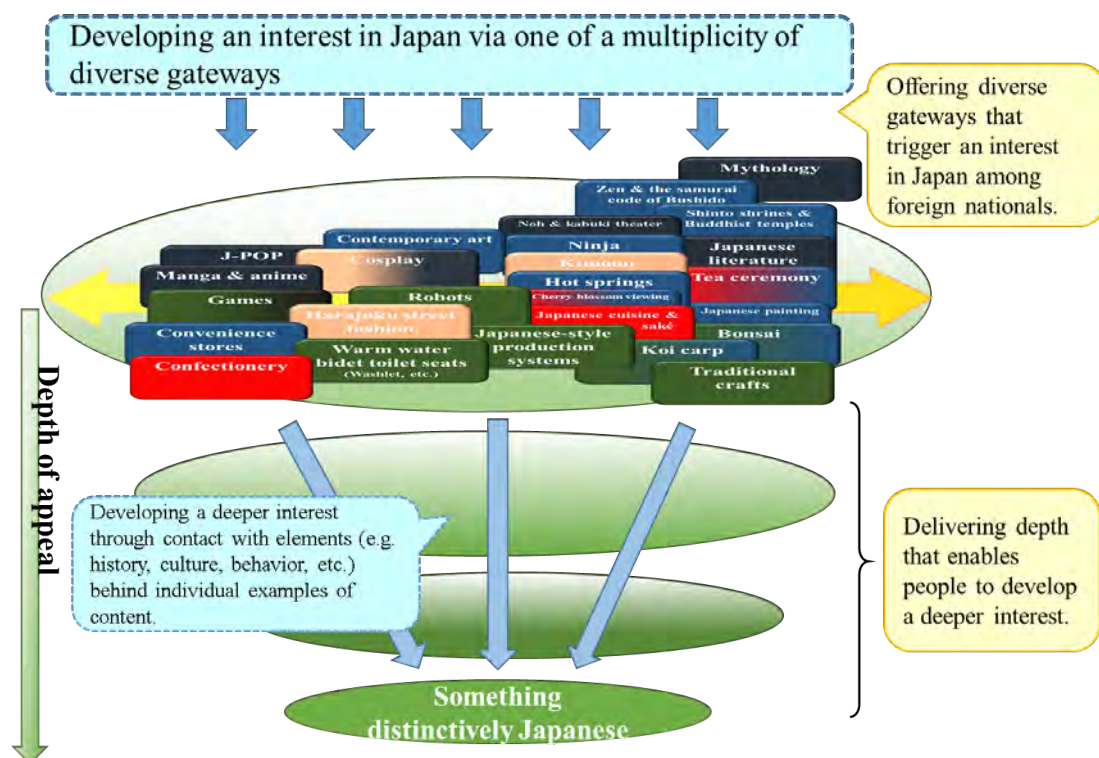 Developing an interest in Japan via one of a multiplicity of
diverse gateways
Offering diverse
gateways that
trigger an interest
in Japan among
foreign nationals.
Mythology
Zen & the samurai
code of Bushido
Shinto shrines &
Buddhist temples
Noh & kabuki theater
Contemporary art
Ninja
Japanese
literature
J-POP
Cosplay
Kimono
Manga & anime
Hot springs
Tea ceremony
Games
Robots
Cherry blossom viewing
Japanese painting
Harajuku street
fashion
Japanese cuisine &
saké
Convenience
stores
Japanese-style
production
systems
Bonsai
Warm water
bidet toilet seats
(Washlet, etc.)
Koi carp
Confectionery
Traditional
crafts
Depth of appeal
Developing a deeper interest
through contact with elements (e.g.
history, culture, behavior, etc.)
behind individual examples of
content.
Delivering depth
that enables
people to develop
a deeper interest.
Something
distinctively Japanese